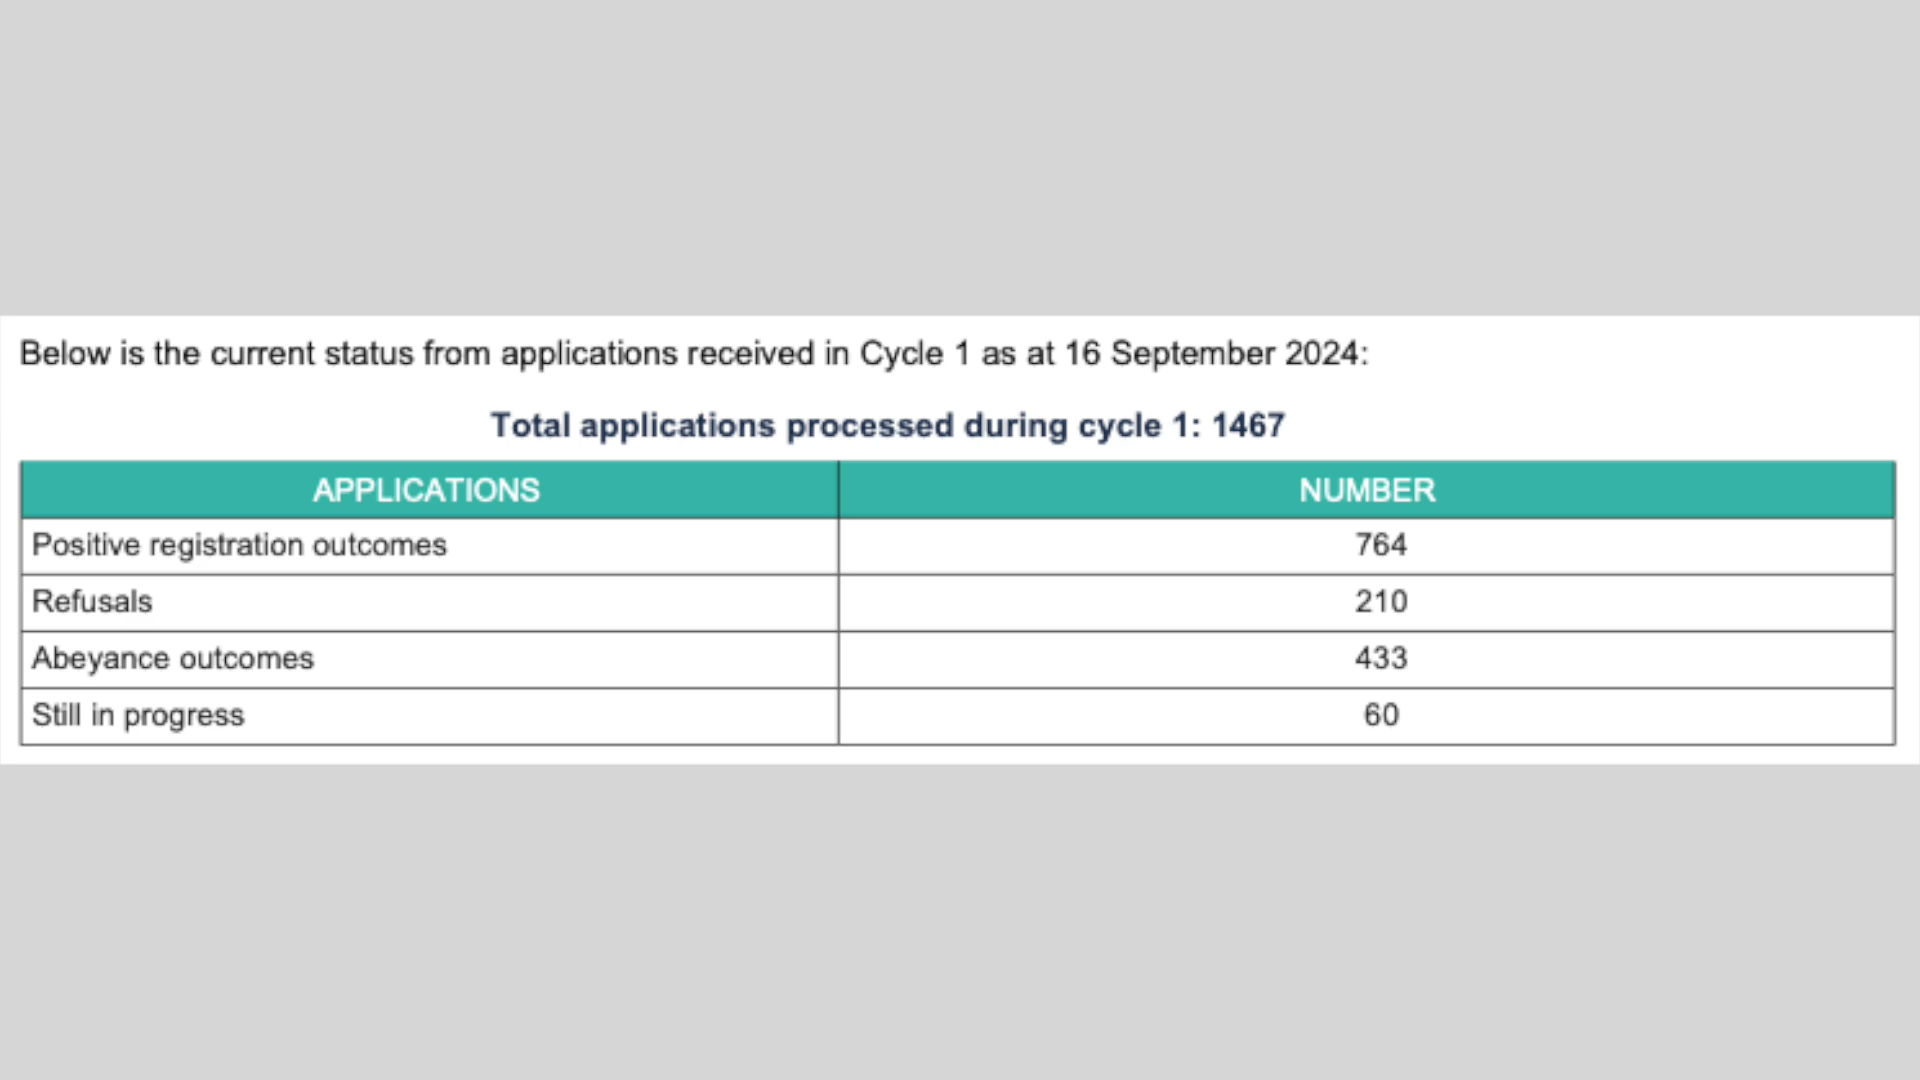 Below is the current status from applications received in Cycle 1 as at 16 September 2024:
Total applications processed during cycle 1: 1467
APPLICATIONS NUMBER
Positive registration outcomes 764
Refusals 210
Abeyance outcomes 433
Still in progress 60